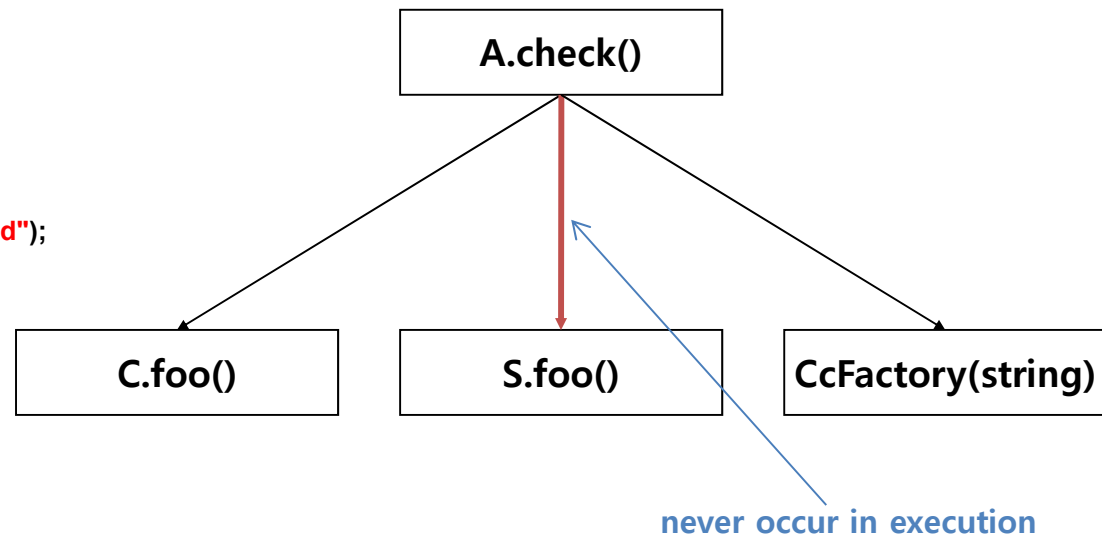 A.check()
d");
C.foo()
S.foo()
CcFactory(string)
never occur in execution